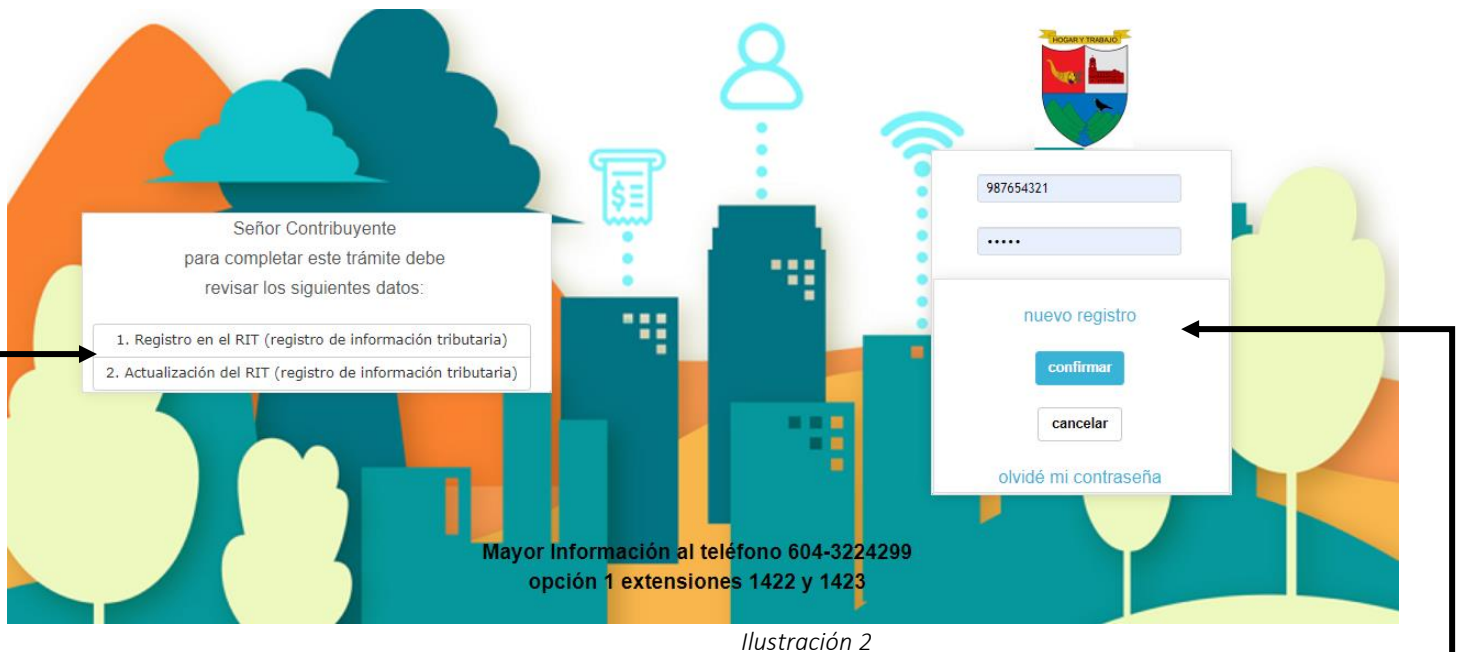 HOGAR Y TRABAJO
987654321
•••••
Señor Contribuyente
para completar este trámite debe
revisar los siguientes datos:
1. Registro en el RIT (registro de información tributaria)
2. Actualización del RIT (registro de información tributaria)
nuevo registro
confirmar
cancelar
olvidé mi contraseña
Mayor Información al teléfono 604-3224299
opción 1 extensiones 1422 y 1423
Ilustración 2